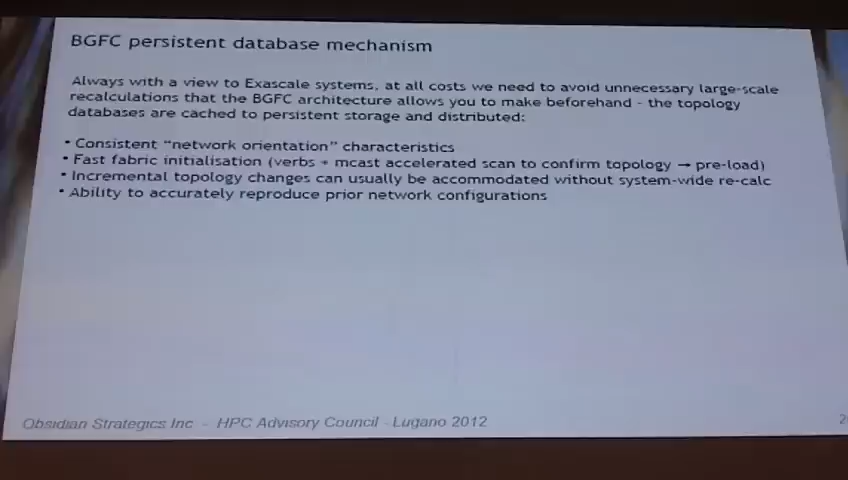 BGFC persistent database mechanism
Always with a view to Exascale systems, at all costs we need to avoid unnecessary large-scale
recalculations that the BGFC architecture allows you to make beforehand - the topology
databases are cached to persistent storage and distributed:
• Consistent "network orientation" characteristics
• Fast fabric initialisation (verbs + mcast accelerated scan to confirm topology → pre-load)
• Incremental topology changes can usually be accommodated without system-wide re-calc
• Ability to accurately reproduce prior network configurations
Obsidian Strategics Inc - HPC Advisory Council - Lugano 2012